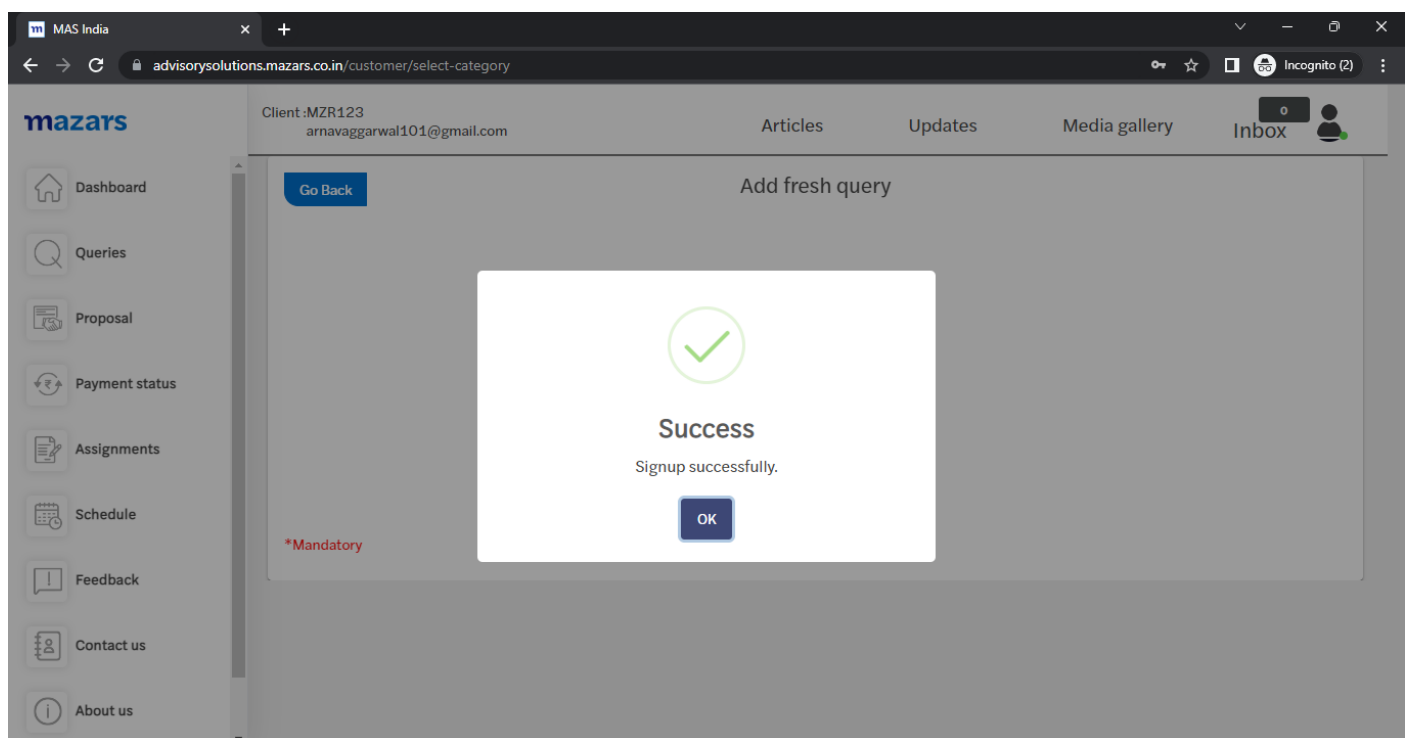 MAS India
advisorysolutions.mazars.co.in/customer/select-category
Incognito (2)
mazars
Client :MZR123
arnavaggarwal101@gmail.com
Articles
Updates
Media gallery
0
Inbox
Dashboard
Queries
Proposal
Payment status
Assignments
Schedule
Feedback
Contact us
About us
Go Back
Add fresh query
Success
Signup successfully.
OK
*Mandatory